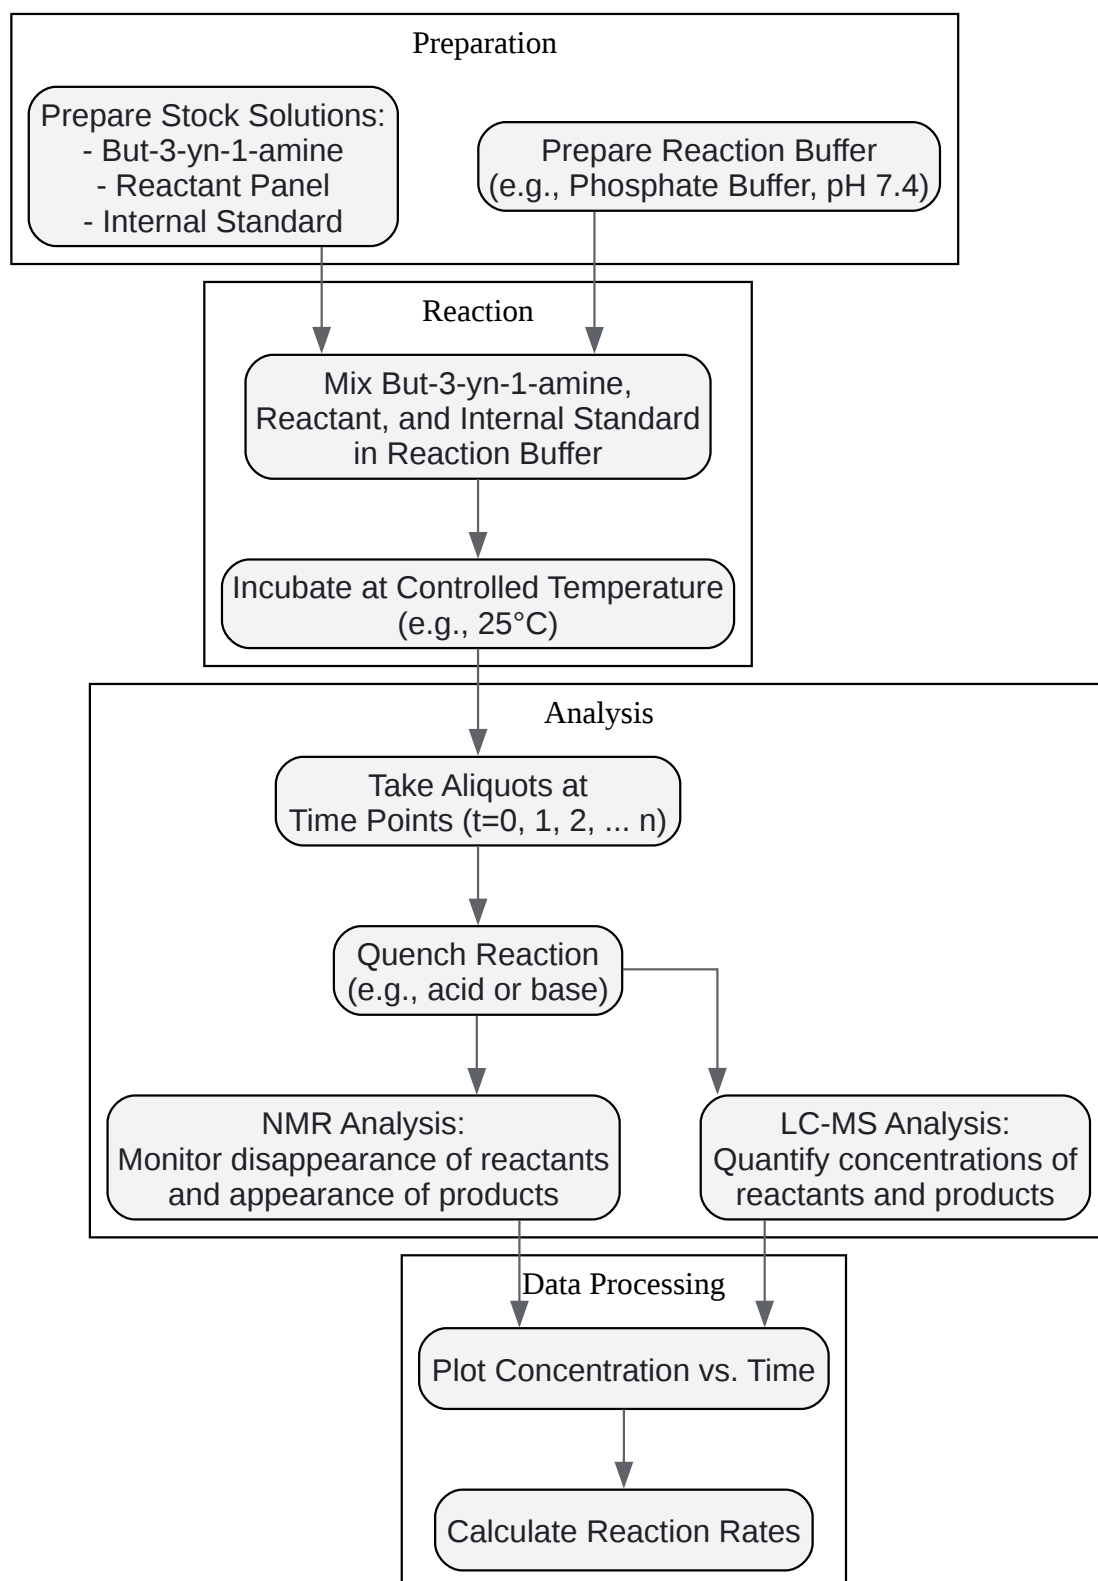 Preparation
Prepare Stock Solutions:
- But-3-yn-1-amine
- Reactant Panel
- Internal Standard
Prepare Reaction Buffer
(e.g., Phosphate Buffer, pH 7.4)
Reaction
Mix But-3-yn-1-amine,
Reactant, and Internal Standard
in Reaction Buffer
Incubate at Controlled Temperature
(e.g., 25°C)
Analysis
Take Aliquots at
Time Points (t=0, 1, 2, ... n)
Quench Reaction
(e.g., acid or base)
NMR Analysis:
Monitor disappearance of reactants
and appearance of products
LC-MS Analysis:
Quantify concentrations of
reactants and products
Data Processing
Plot Concentration vs. Time
Calculate Reaction Rates